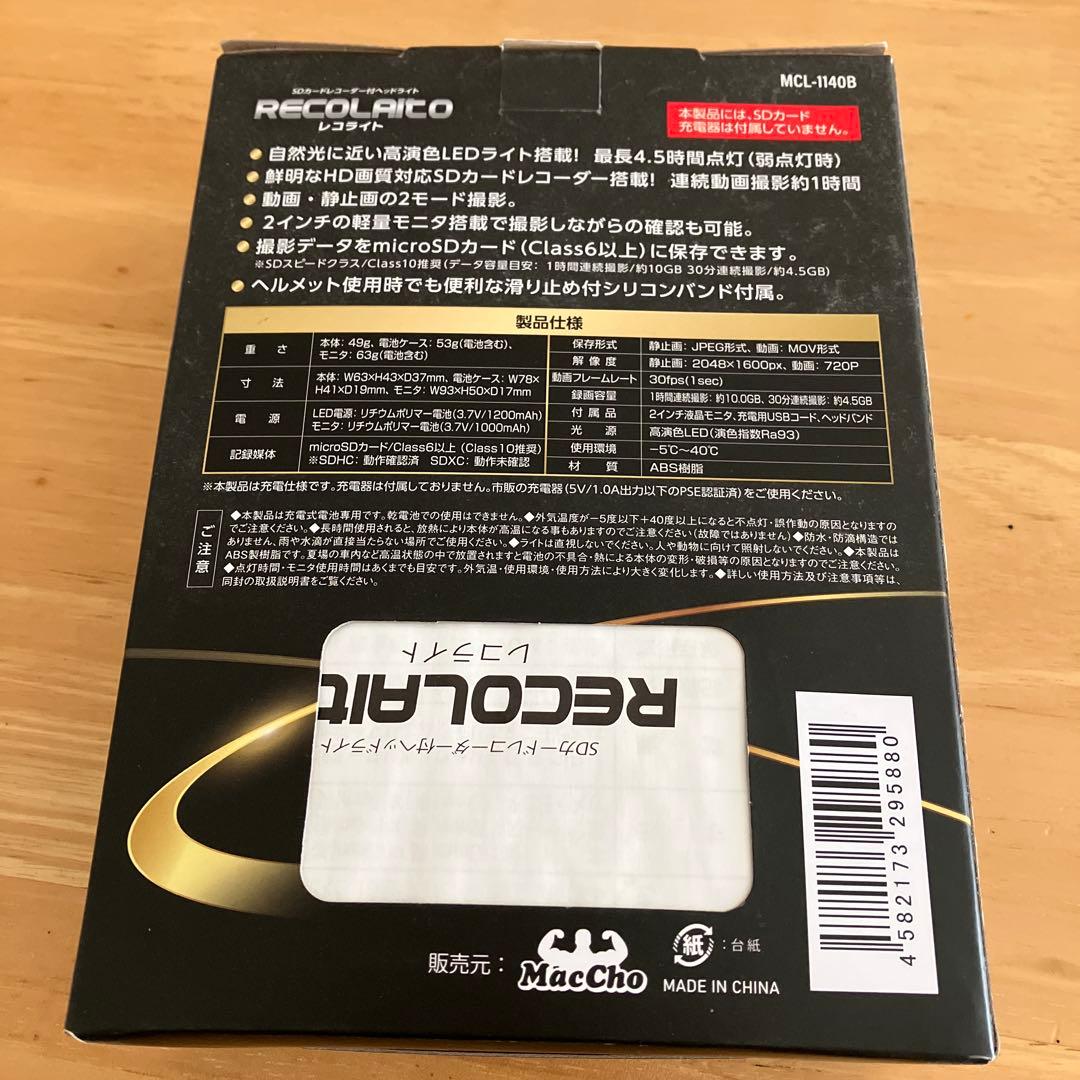 SDカードレコーダー付ヘッドライト
RECOLAITO
レコライト
MCL-1140B
本製品には、SDカード
充電器は付属していません。
自然光に近い高演色LEDライト搭載! 最長4.5時間点灯(弱点灯時)
鮮明なHD画質対応SDカードレコーダー搭載! 連続動画撮影約1時間
動画・静止画の2モード撮影。
2インチの軽量モニタ搭載で撮影しながらの確認も可能。
撮影データをmicroSDカード(Class6以上)に保存できます。
※SDスピードクラス/Class10推奨(データ容量目安: 1時間連続撮影/約10GB 30分連続撮影/約4.5GB)
ヘルメット使用時でも便利な滑り止め付シリコンバンド付属。
製品仕様
重さ 本体: 49g、電池ケース: 53g(電池含む)、
モニタ: 63g(電池含む)
寸法 本体: W63×H43×D37mm、電池ケース: W78×
H41×D19mm、モニタ: W93×H50×D17mm
電源 LED電源: リチウムポリマー電池(3.7V/1200mAh)
モニタ: リチウムポリマー電池(3.7V/1000mAh)
記録媒体 microSDカード/Class6以上 (Class10推奨)
※SDHC: 動作確認済 SDXC: 動作未確認
保存形式 静止画: JPEG形式、動画: MOV形式
解像度 静止画: 2048×1600px、動画: 720P
動画フレームレート 30fps(1sec)
録画容量 1時間連続撮影: 約10.0GB、30分連続撮影: 約4.5GB
付属品 2インチ液晶モニタ、充電用USBコード、ヘッドバンド
光源 高演色LED(演色指数Ra93)
使用環境 −5℃〜40℃
材質 ABS樹脂
※本製品は充電仕様です。充電器は付属しておりません。市販の充電器(5V/1.0A出力以下のPSE認証済)をご使用ください。
ご注意
◆本製品は充電式電池専用です。乾電池での使用はできません。◆外気温度が−5度以下+40度以上になると不点灯・誤作動の原因となりますの
でご注意ください。◆長時間使用されると、放熱により本体が高温になる事もありますのでご注意ください(故障ではありません)◆防水・防滴構造では
ありません、雨や水滴が直接当たらない場所でご使用ください。◆ライトは直視しないでください。人や動物に向けて照射しないでください。◆本製品は
ABS製樹脂です。夏場の車内など高温状態の中で放置されますと電池の不具合・熱による本体の変形・破損等の原因となりますのでご注意ください。
◆点灯時間・モニタ使用時間はあくまでも目安です。外気温・使用環境・使用方法により大きく変化します。◆詳しい使用方法及び注意事項等は、
同封の取扱説明書をご覧ください。
レコライト
RECOLAIt
SDカードレコーダー付ヘッドライト
4 582173 295880
販売元:
MacCho
紙
:台紙
MADE IN CHINA